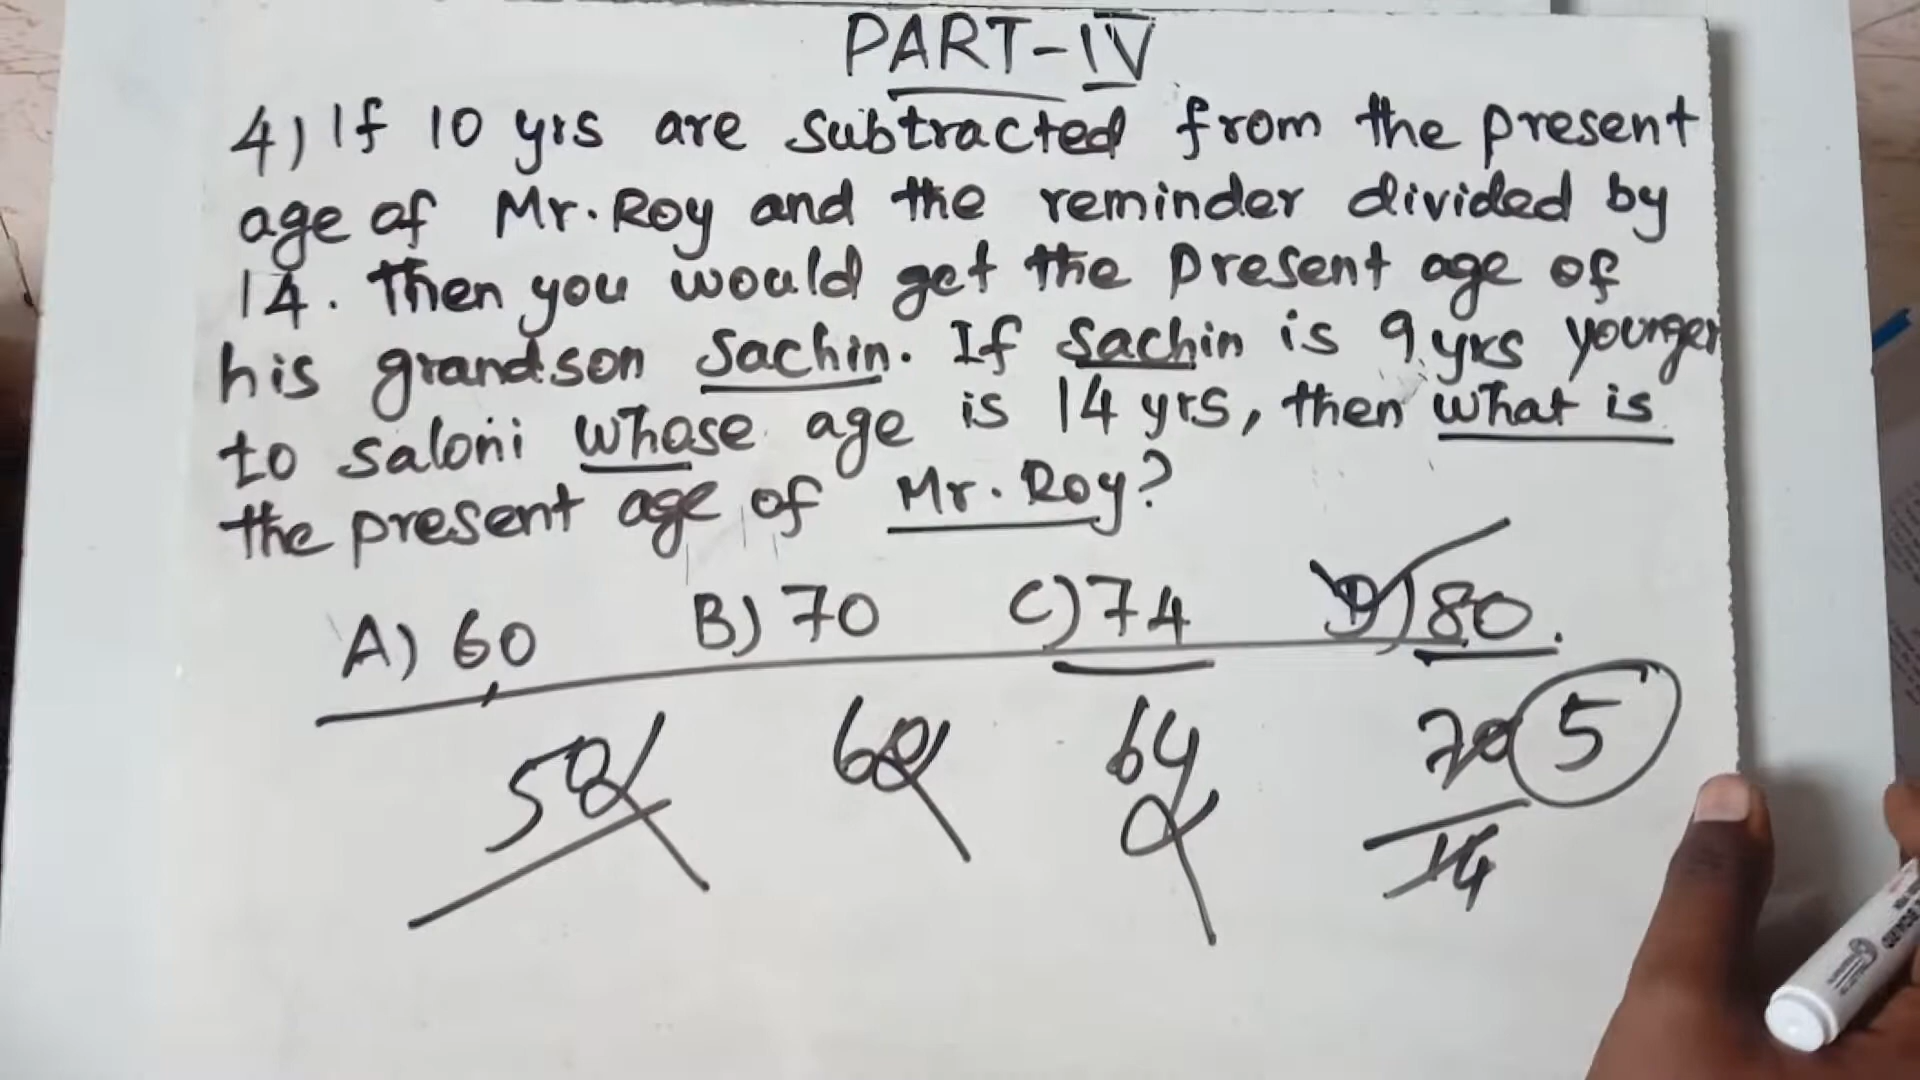 PART-IV
4) If 10 yrs are subtracted from the present
age of Mr. Roy and the reminder divided by
14. Then you would get the present age of
his grandson Sachin. If Sachin is 9 yrs younger
to saloni whose age is 14 yrs, then what is
the present age of Mr. Roy?
A) 60 B) 70 C) 74 D) 80.
50 60 64 70 5
14